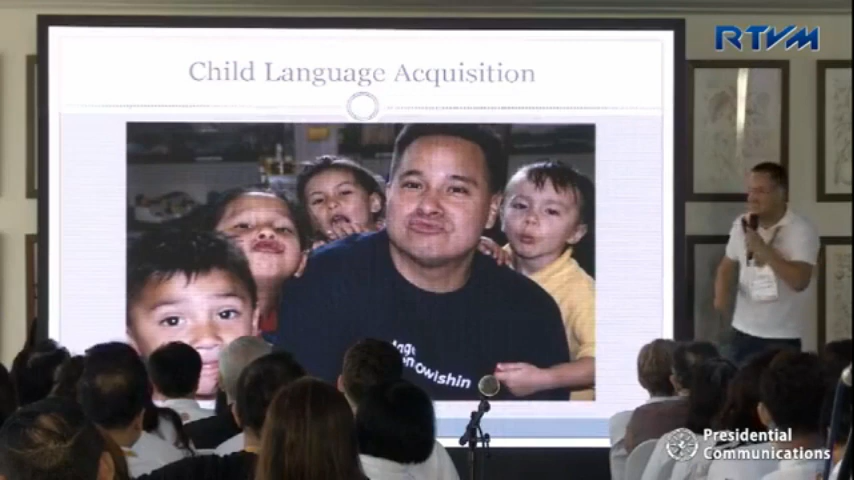 RTVM
Child Language Acquisition
Presidential
Communications